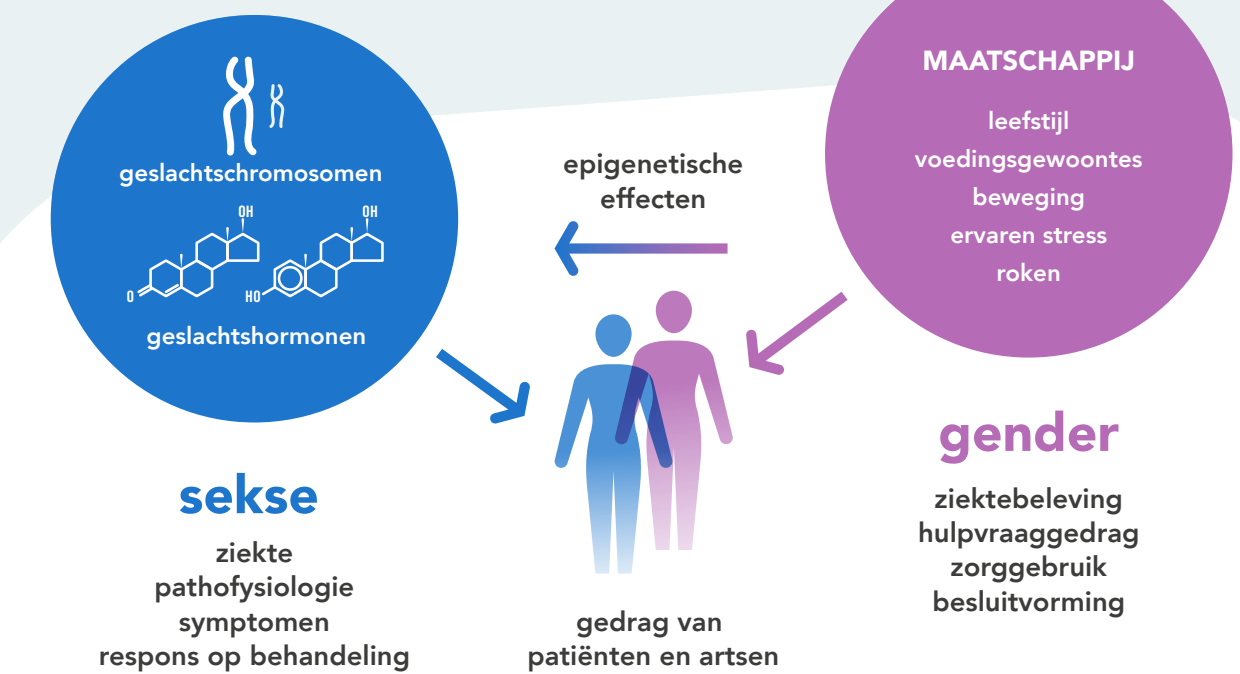 geslachtschromosomen
OH
OH
O
HO
geslachtshormonen
sekse
ziekte
pathofysiologie
symptomen
respons op behandeling
epigenetische
effecten
gedrag van
patiënten en artsen
MAATSCHAPPIJ
leefstijl
voedingsgewoontes
beweging
ervaren stress
roken
gender
ziektebeleving
hulpvraaggedrag
zorggebruik
besluitvorming